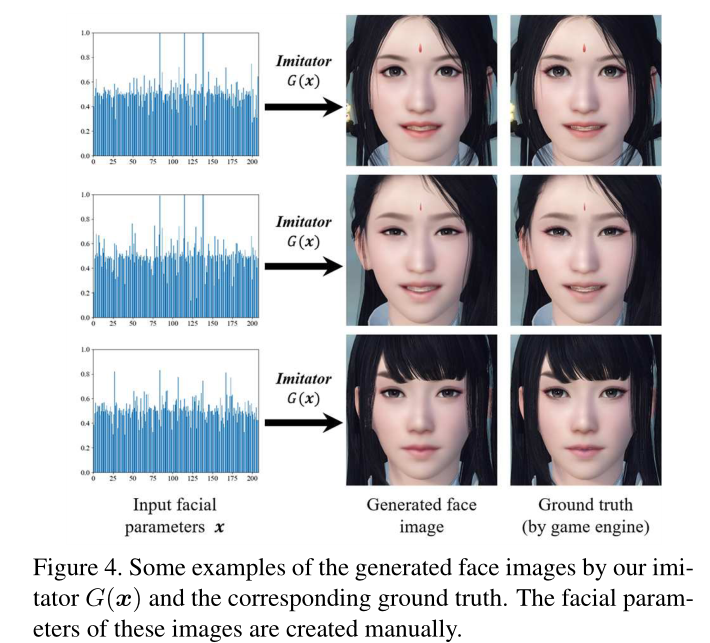 1.0
0.8
0.6
0.4
0.2
0.0
0 25 50 75 100 125 150 175 200
Imitator
G(x)
1.0
0.8
0.6
0.4
0.2
0.0
0 25 50 75 100 125 150 175 200
Imitator
G(x)
1.0
0.8
0.6
0.4
0.2
0.0
0 25 50 75 100 125 150 175 200
Imitator
G(x)
Input facial
parameters x
Generated face
image
Ground truth
(by game engine)
Figure 4. Some examples of the generated face images by our imi-
tator G(x) and the corresponding ground truth. The facial param-
eters of these images are created manually.